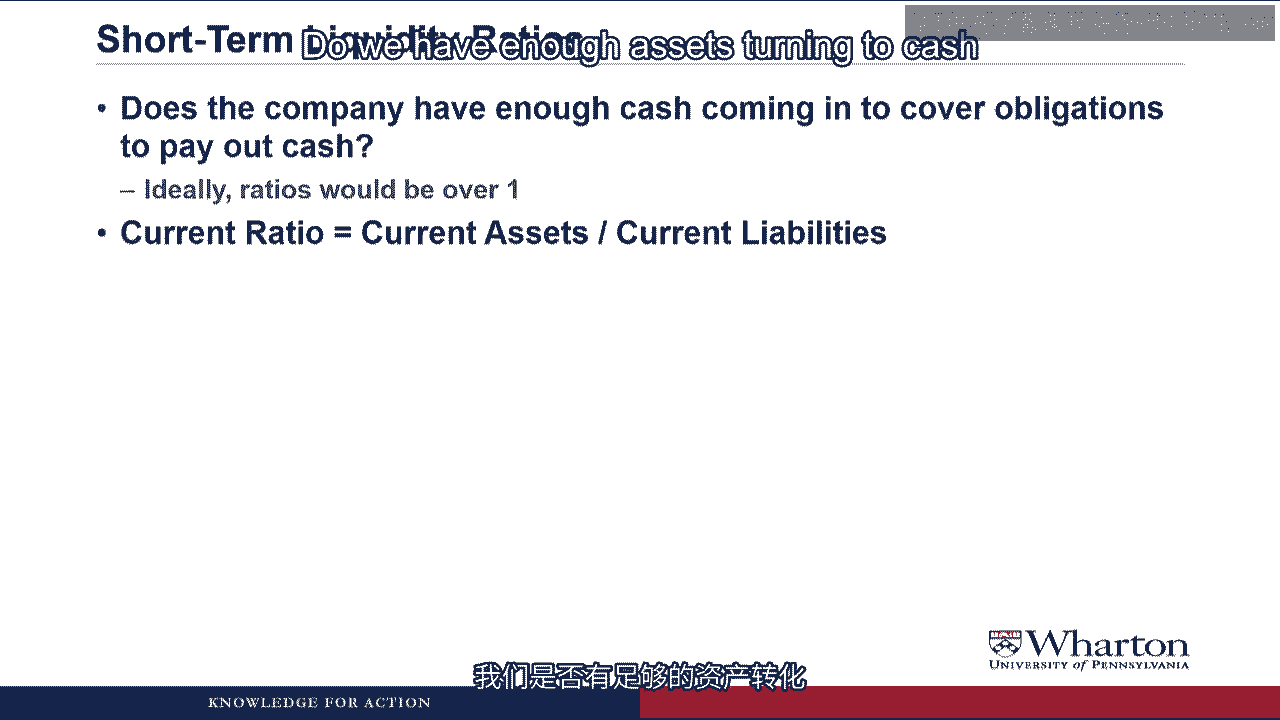 Short-Term Liquidity Ratios
Do we have enough assets turning to cash
• Does the company have enough cash coming in to cover obligations
to pay out cash?
– Ideally, ratios would be over 1
• Current Ratio = Current Assets / Current Liabilities
Wharton
UNIVERSITY of PENNSYLVANIA
我们是否有足够的资产转化
KNOWLEDGE FOR ACTION